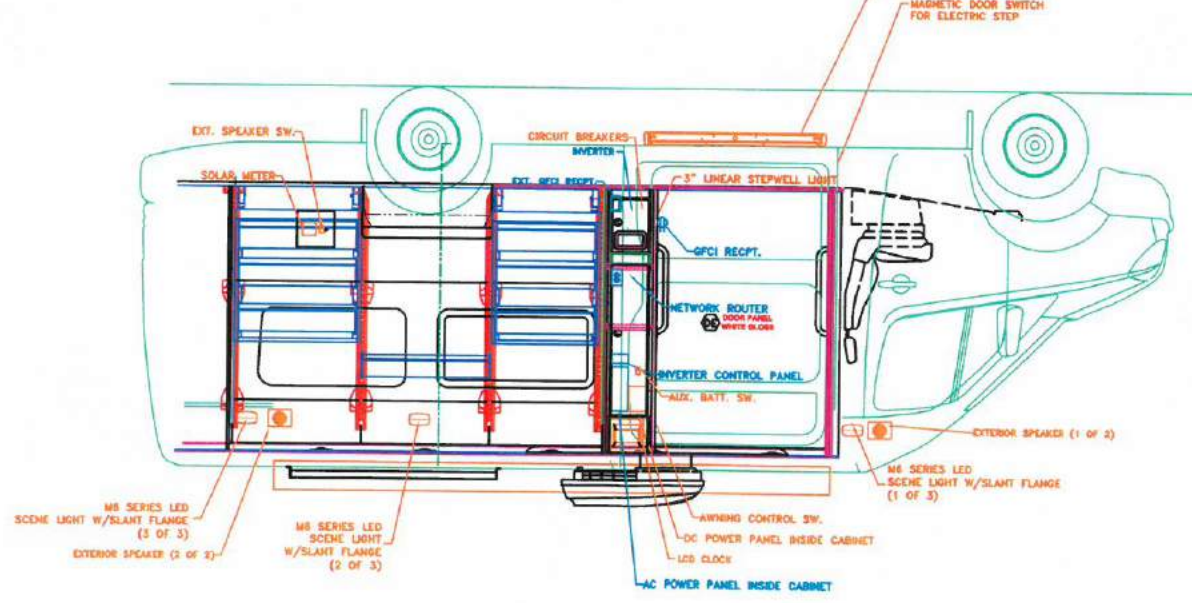 MAGNETIC DOOR SWITCH
FOR ELECTRIC STEP
EXT. SPEAKER SW.
CIRCUIT BREAKERS
INVERTER
SOLAR METER
EXT. GFCI RECPT.
3" LINEAR STEPWELL LIGHT
GFCI RECPT.
NETWORK ROUTER
DOOR PANEL
WHITE GLOSS
INVERTER CONTROL PANEL
AUX. BATT. SW.
EXTERIOR SPEAKER (1 OF 2)
M6 SERIES LED
SCENE LIGHT W/SLANT FLANGE
(1 OF 3)
M6 SERIES LED
SCENE LIGHT W/SLANT FLANGE
(3 OF 3)
EXTERIOR SPEAKER (2 OF 2)
M6 SERIES LED
SCENE LIGHT
W/SLANT FLANGE
(2 OF 3)
AWNING CONTROL SW.
DC POWER PANEL INSIDE CABINET
LCD CLOCK
AC POWER PANEL INSIDE CABINET